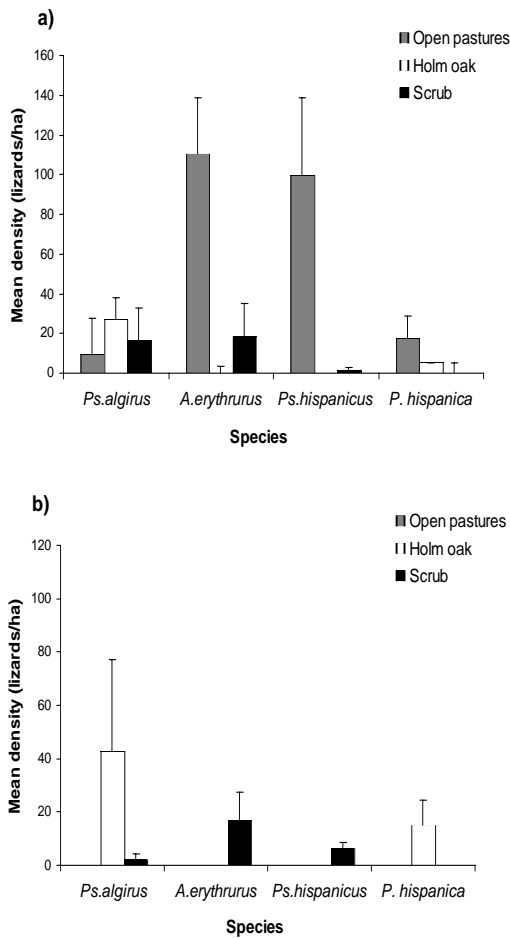 a)
Open pastures
Holm oak
Scrub
Mean density (lizards/ha)
160
140
120
100
80
60
40
20
0
Ps.algirus A.erythrurus Ps.hispanicus P. hispanica
Species
b)
Open pastures
Holm oak
Scrub
Mean density (lizards/ha)
120
100
80
60
40
20
0
Ps.algirus A.erythrurus Ps.hispanicus P. hispanica
Species